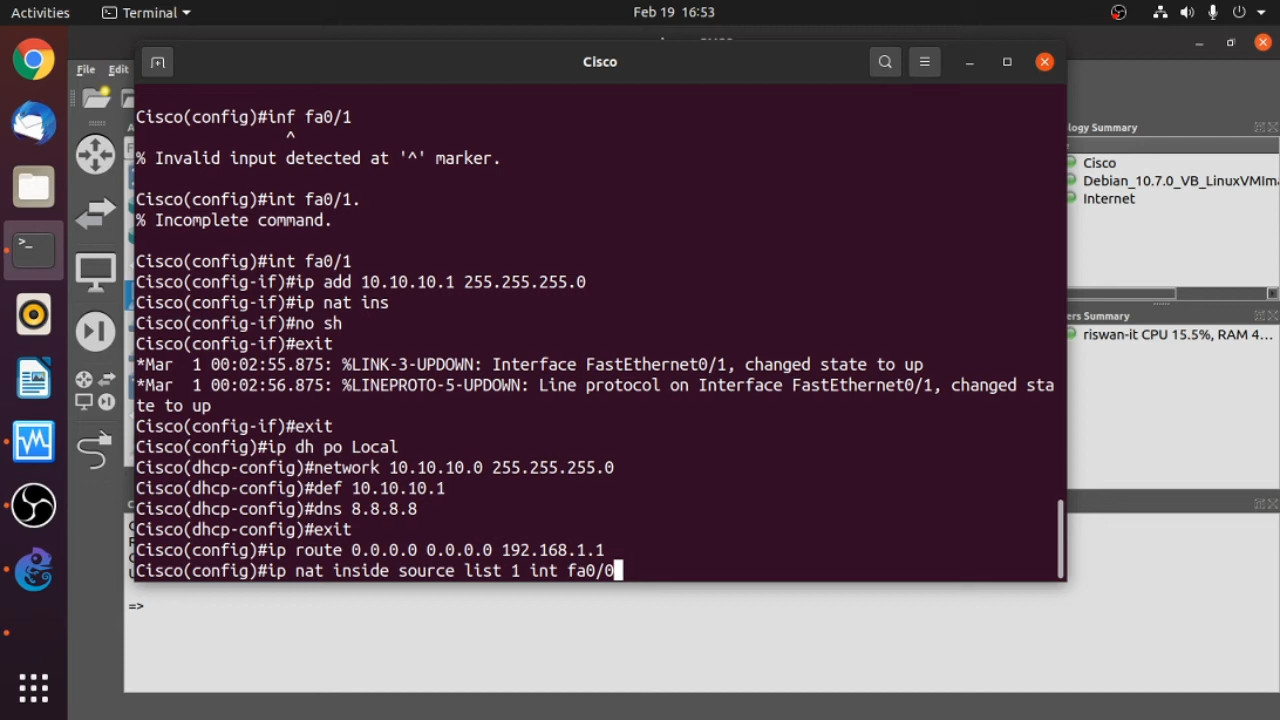 Activities
Terminal
Feb 19 16:53
Cisco
File Edit
Cisco(config)#inf fa0/1
^
% Invalid input detected at '^' marker.
Cisco(config)#int fa0/1.
% Incomplete command.
Cisco(config)#int fa0/1
Cisco(config-if)#ip add 10.10.10.1 255.255.255.0
Cisco(config-if)#ip nat ins
Cisco(config-if)#no sh
Cisco(config-if)#exit
*Mar  1 00:02:55.875: %LINK-3-UPDOWN: Interface FastEthernet0/1, changed state to up
*Mar  1 00:02:56.875: %LINEPROTO-5-UPDOWN: Line protocol on Interface FastEthernet0/1, changed sta
te to up
Cisco(config-if)#exit
Cisco(config)#ip dh po Local
Cisco(dhcp-config)#network 10.10.10.0 255.255.255.0
Cisco(dhcp-config)#def 10.10.10.1
Cisco(dhcp-config)#dns 8.8.8.8
Cisco(dhcp-config)#exit
Cisco(config)#ip route 0.0.0.0 0.0.0.0 192.168.1.1
Cisco(config)#ip nat inside source list 1 int fa0/0
=>
logy Summary
Cisco
Debian_10.7.0_VB_LinuxVMIma
Internet
ers Summary
riswan-it CPU 15.5%, RAM 4...